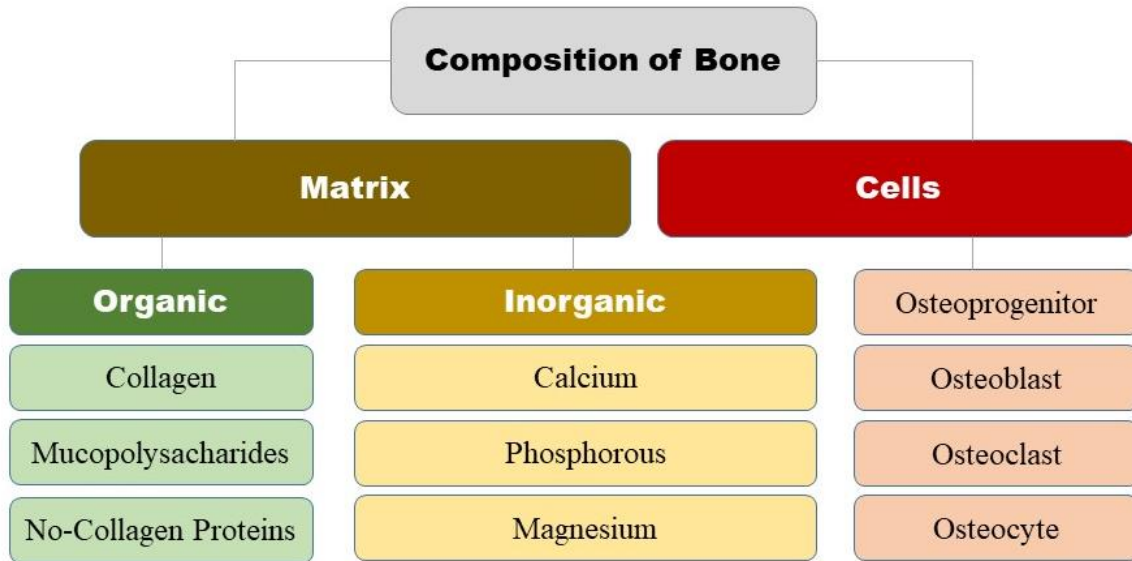 Composition of Bone
Matrix
Cells
Organic
Inorganic
Osteoprogenitor
Collagen
Calcium
Osteoblast
Mucopolysacharides
Phosphorous
Osteoclast
No-Collagen Proteins
Magnesium
Osteocyte